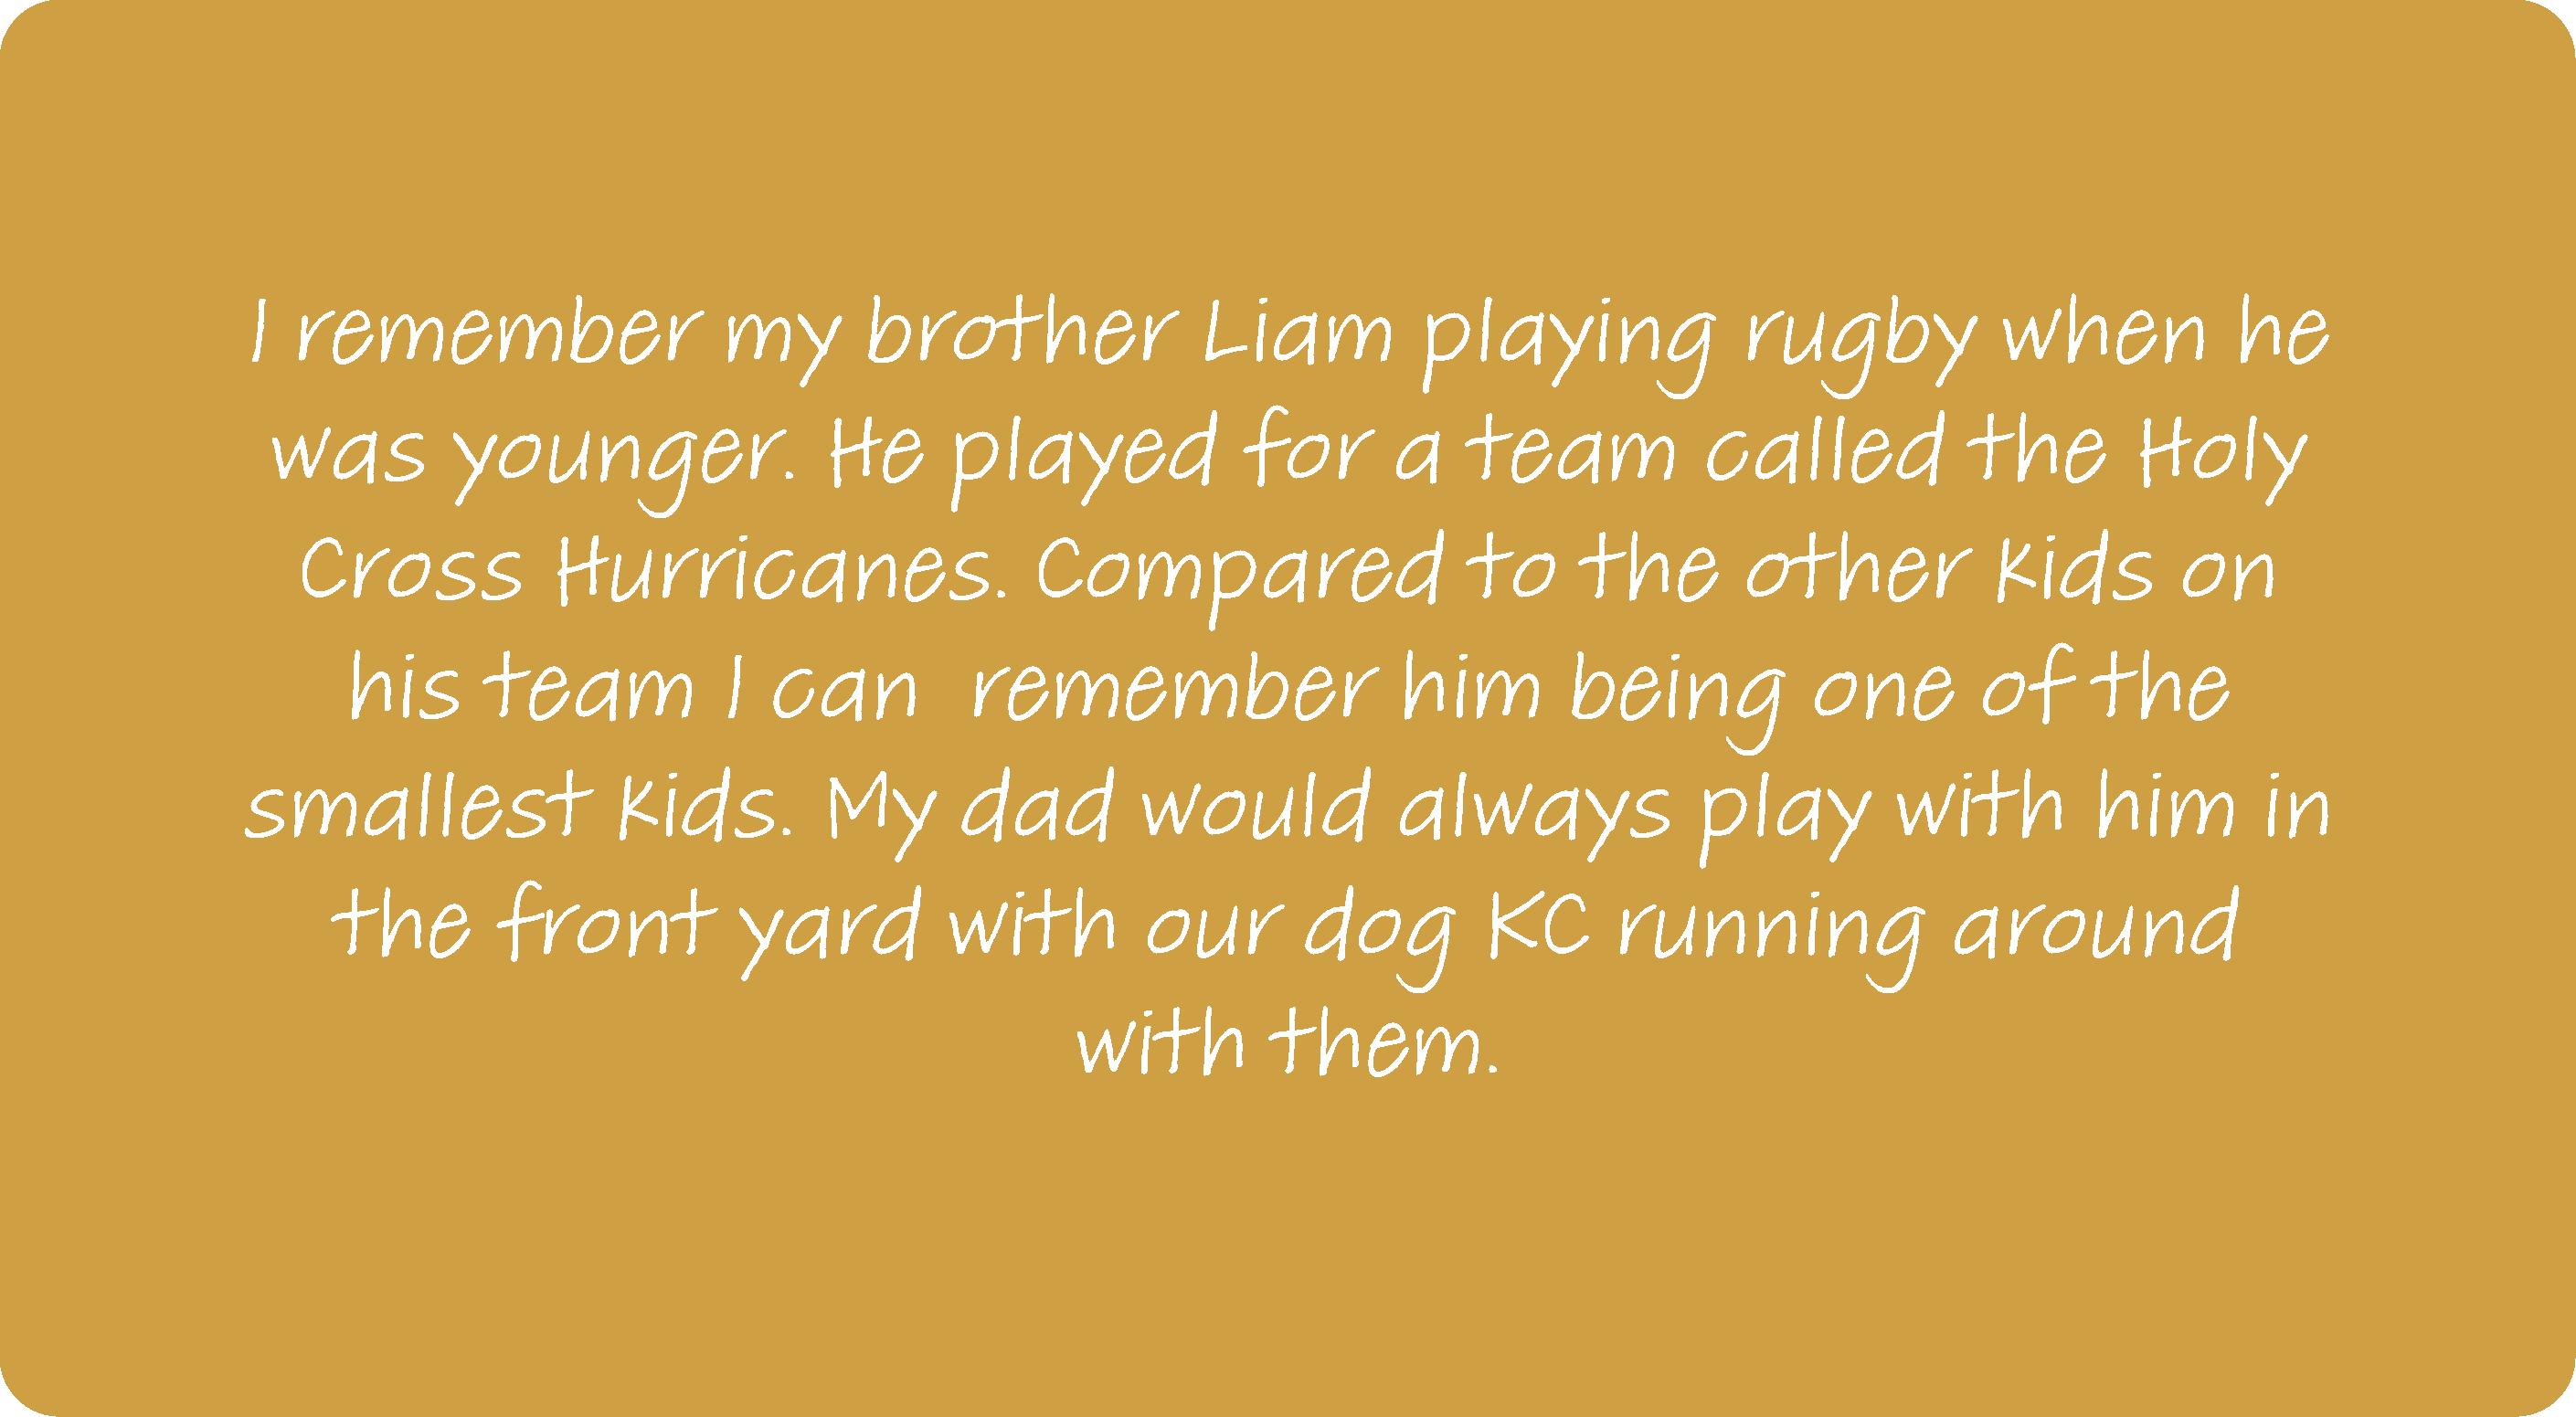 I remember my brother Liam playing rugby when he
was younger. He played for a team called the Holy
Cross Hurricanes. Compared to the other kids on
his team I can  remember him being one of the
smallest kids. My dad would always play with him in
the front yard with our dog KC running around
with them.